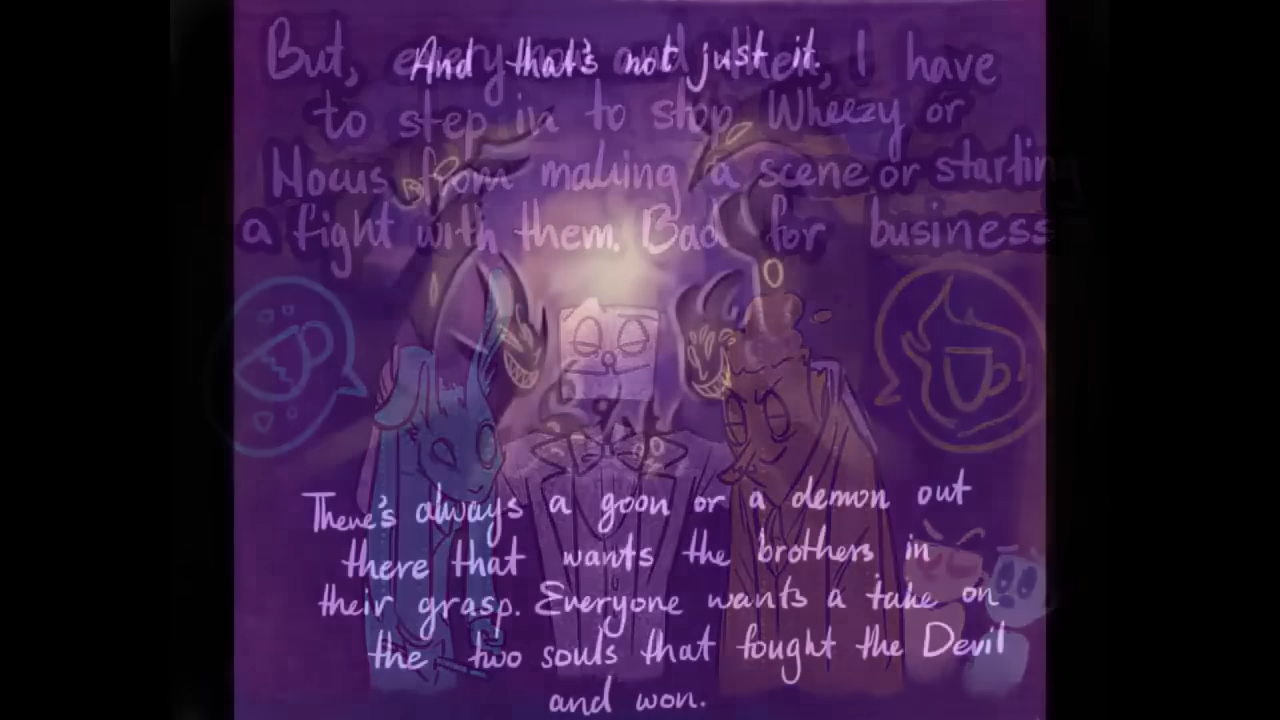 And that's not just it.
But, every now and then, I have
to step in to stop Wheezy or
Hocus from making a scene or startin
a fight with them. Bad for business
There's always a goon or a demon out
there that wants the brothers in
their grasp. Everyone wants a take on
the two souls that fought the Devil
and won.